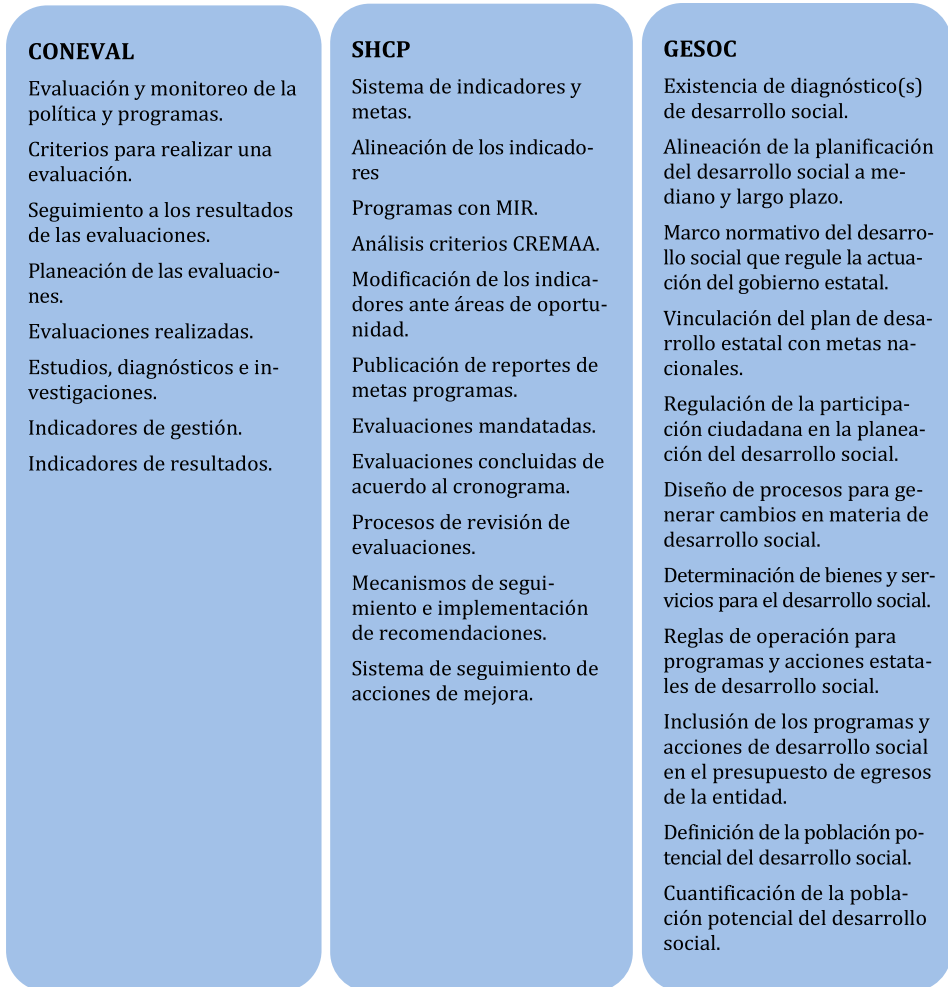 CONEVAL
Evaluación y monitoreo de la
política y programas.
Criterios para realizar una
evaluación.
Seguimiento a los resultados
de las evaluaciones.
Planeación de las evaluacio-
nes.
Evaluaciones realizadas.
Estudios, diagnósticos e in-
vestigaciones.
Indicadores de gestión.
Indicadores de resultados.
SHCP
Sistema de indicadores y
metas.
Alineación de los indicado-
res
Programas con MIR.
Análisis criterios CREMAA.
Modificación de los indica-
dores ante áreas de oportu-
nidad.
Publicación de reportes de
metas programas.
Evaluaciones mandatadas.
Evaluaciones concluidas de
acuerdo al cronograma.
Procesos de revisión de
evaluaciones.
Mecanismos de segui-
miento e implementación
de recomendaciones.
Sistema de seguimiento de
acciones de mejora.
GESOC
Existencia de diagnóstico(s)
de desarrollo social.
Alineación de la planificación
del desarrollo social a me-
diano y largo plazo.
Marco normativo del desarro-
llo social que regule la actua-
ción del gobierno estatal.
Vinculación del plan de desa-
rrollo estatal con metas na-
cionales.
Regulación de la participa-
ción ciudadana en la planea-
ción del desarrollo social.
Diseño de procesos para ge-
nerar cambios en materia de
desarrollo social.
Determinación de bienes y ser-
vicios para el desarrollo social.
Reglas de operación para
programas y acciones estata-
les de desarrollo social.
Inclusión de los programas y
acciones de desarrollo social
en el presupuesto de egresos
de la entidad.
Definición de la población po-
tencial del desarrollo social.
Cuantificación de la pobla-
ción potencial del desarrollo
social.